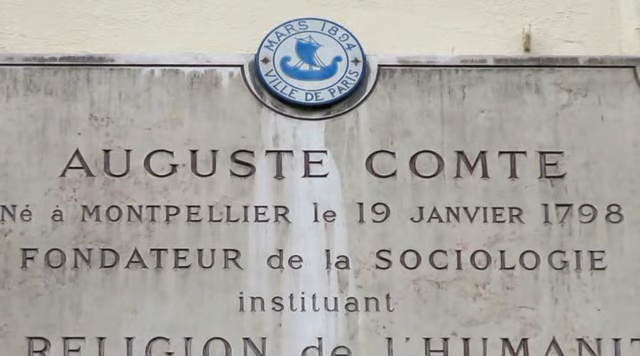 MARS 1894
VILLE DE PARIS
AUGUSTE COMTE
Né à MONTPELLIER le 19 JANVIER 1798
FONDATEUR de la SOCIOLOGIE
instituant
RELIGION de l'HUMANIT